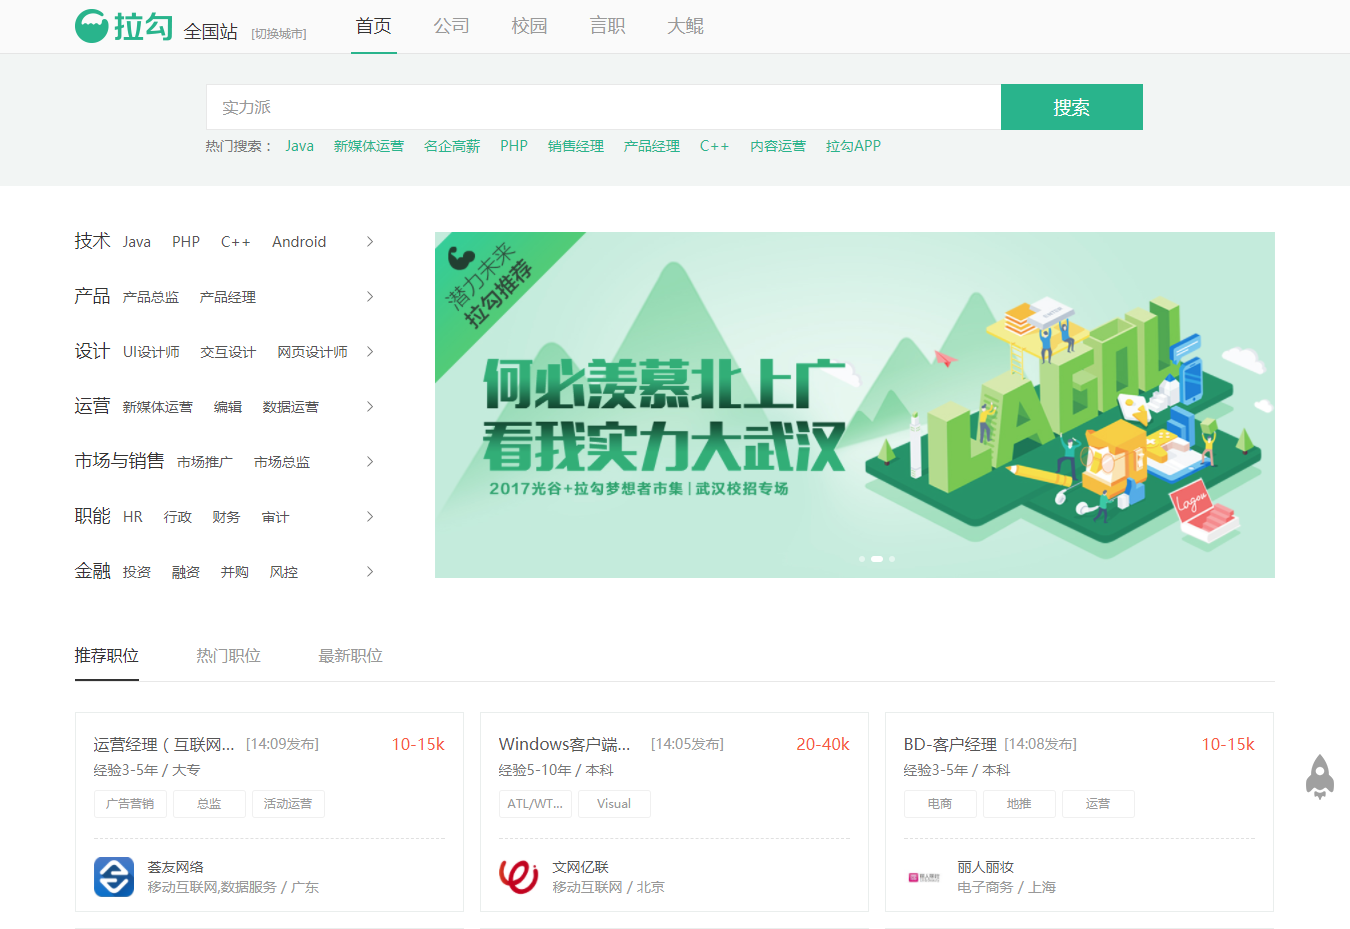 拉勾 全国站 [切换城市] 首页 公司 校园 言职 大鲲
实力派 搜索
热门搜索： Java 新媒体运营 名企高薪 PHP 销售经理 产品经理 C++ 内容运营 拉勾APP
技术 Java PHP C++ Android
产品 产品总监 产品经理
设计 UI设计师 交互设计 网页设计师
运营 新媒体运营 编辑 数据运营
市场与销售 市场推广 市场总监
职能 HR 行政 财务 审计
金融 投资 融资 并购 风控
潜力未来
拉勾推荐
何必羡慕北上广
看我实力大武汉
2017光谷+拉勾梦想者市集|武汉校招专场
LAGOU
Lagou
推荐职位 热门职位 最新职位
运营经理（互联网... [14:09发布] 10-15k
经验3-5年 / 大专
广告营销 总监 活动运营
荟友网络
移动互联网,数据服务 / 广东
Windows客户端... [14:05发布] 20-40k
经验5-10年 / 本科
ATL/WT... Visual
文网亿联
移动互联网 / 北京
BD-客户经理 [14:08发布] 10-15k
经验3-5年 / 本科
电商 地推 运营
丽人丽妆
电子商务 / 上海